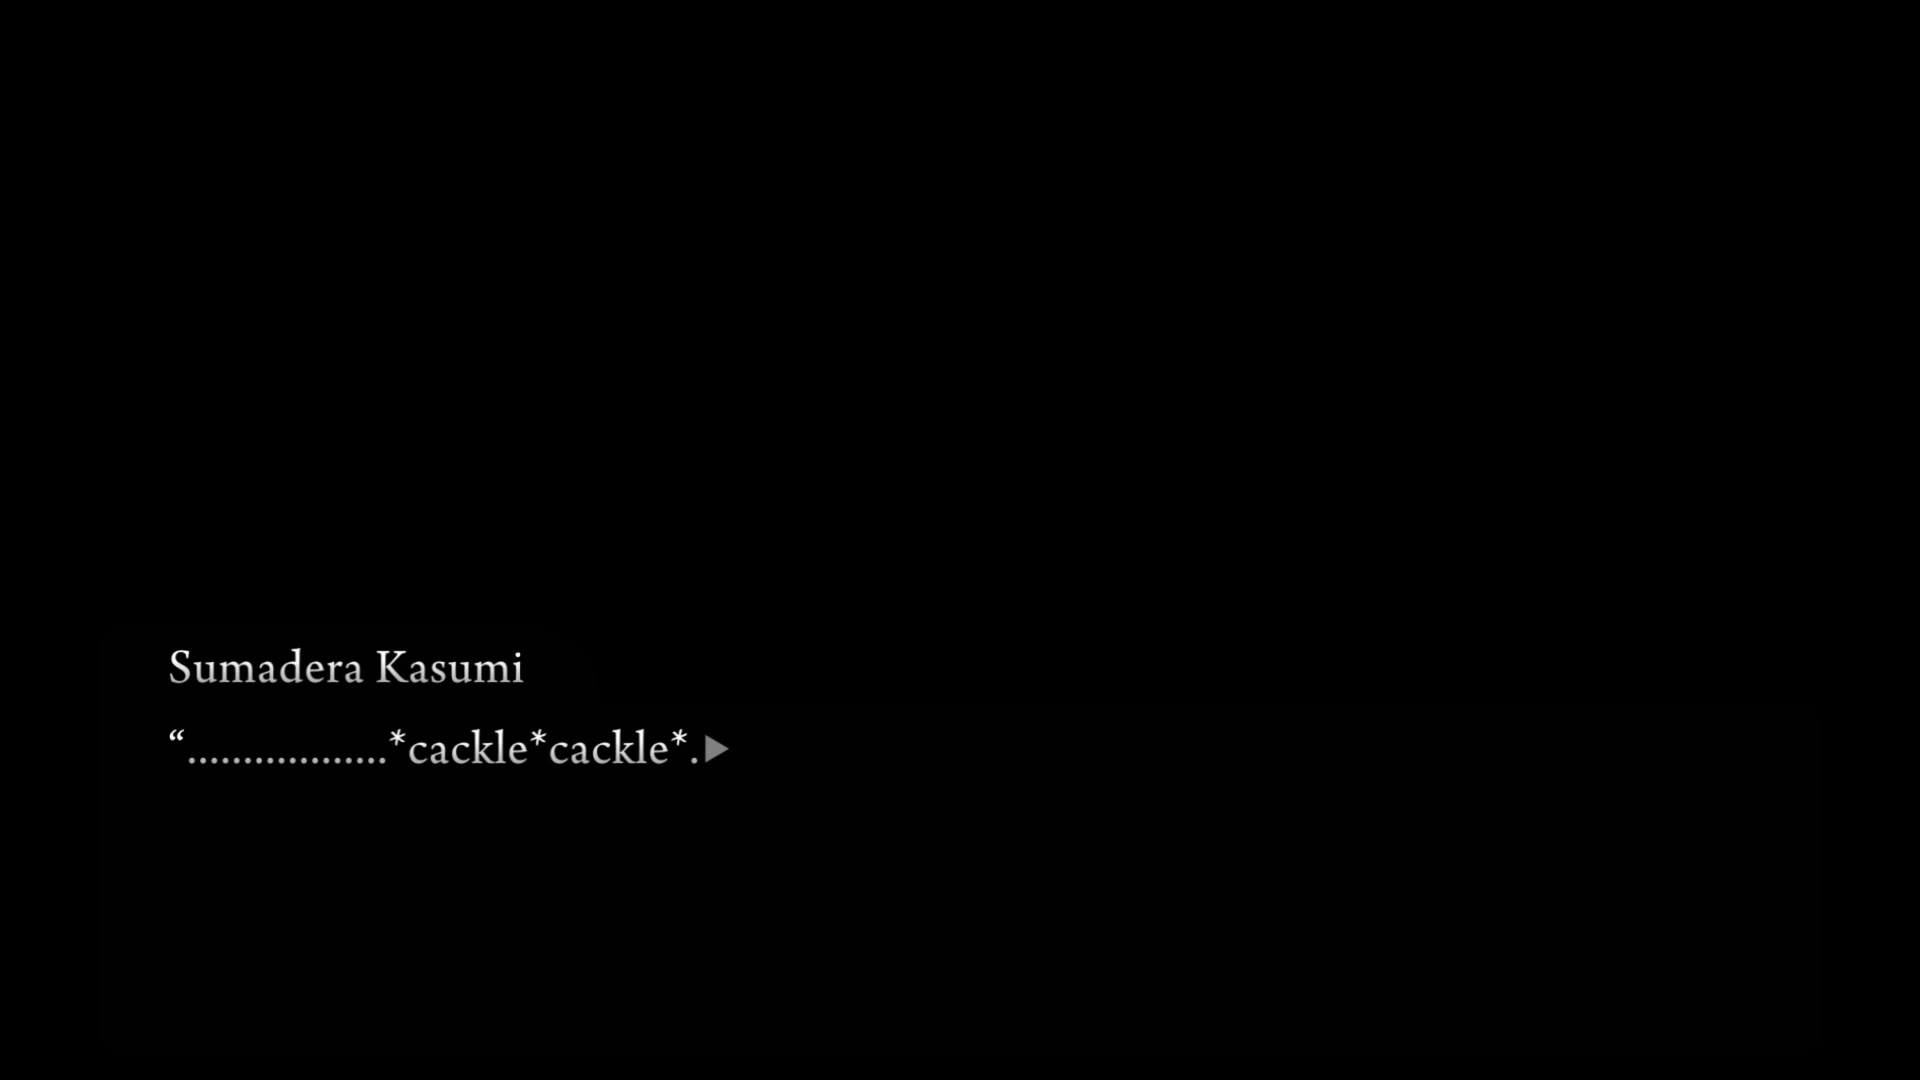 Sumadera Kasumi
“..................*cackle*cackle*.